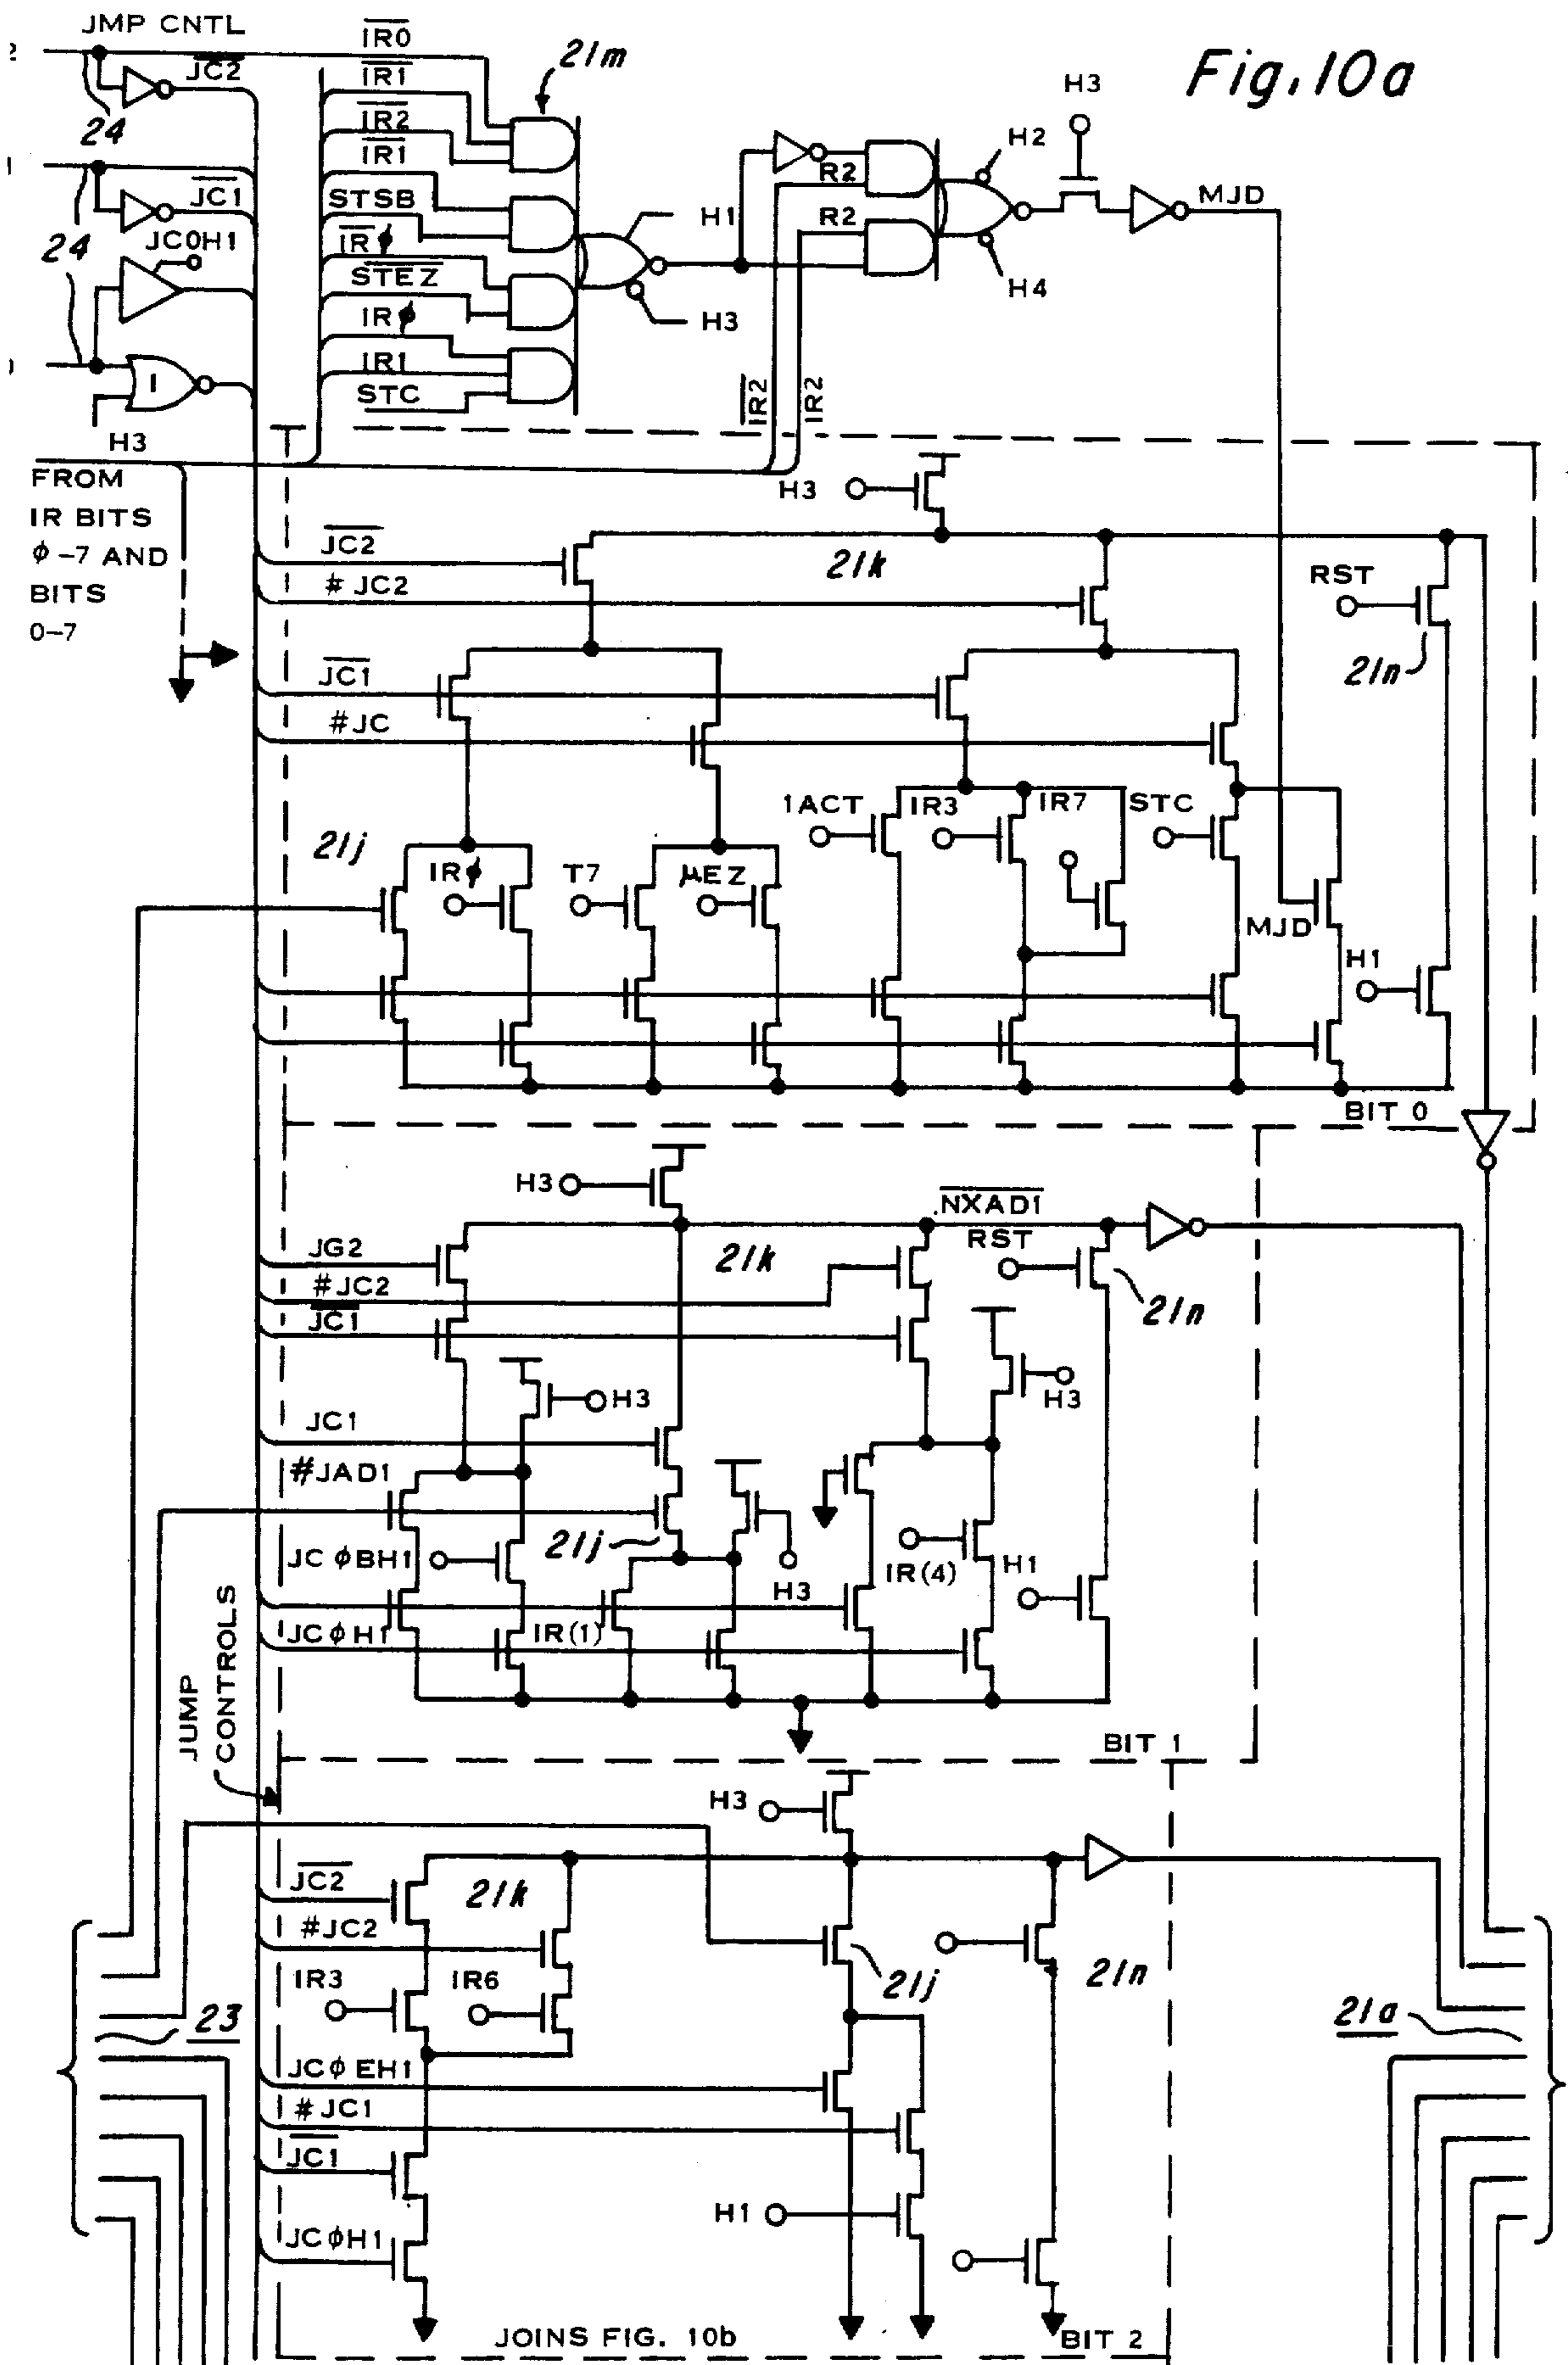 Fig. 10a
JMP CNTL
2
JC2
24
1
JC1
24
JC0H1
24
1
H3
FROM
IR BITS
ϕ-7 AND
BITS
0-7
IR0
IR1
IR2
IR1
STSB
IRϕ
STEZ
IRϕ
IR1
STC
21m
H1
H3
R2
R2
IR2
IR2
H2
H4
H3
MJD
H3
JC2
#JC2
21k
RST
21n
JC1
#JC
21j
IRϕ
T7
μEZ
1ACT
IR3
IR7
STC
MJD
H1
BIT 0
H3
NXAD1
RST
21k
21n
JG2
#JC2
JC1
H3
H3
JC1
#JAD1
JCϕBH1
21j
H3
IR(4)
H1
JCϕH1
IR(1)
JUMP
CONTROLS
BIT 1
H3
JC2
21k
#JC2
IR3
IR6
21j
21n
23
21a
JCϕEH1
#JC1
JC1
H1
JCϕH1
JOINS FIG. 10b
BIT 2